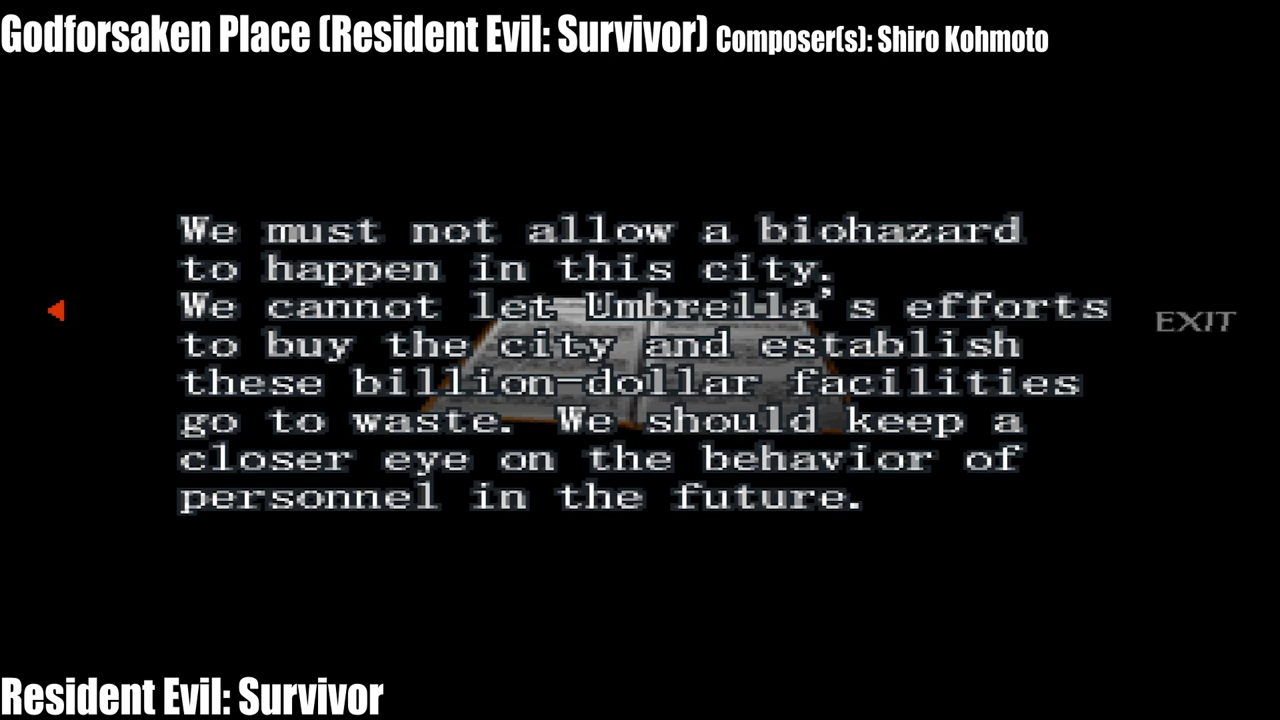 Godforsaken Place (Resident Evil: Survivor) Composer(s): Shiro Kohmoto
We must not allow a biohazard
to happen in this city.
We cannot let Umbrella's efforts
to buy the city and establish
these billion-dollar facilities
go to waste. We should keep a
closer eye on the behavior of
personnel in the future.
EXIT
Resident Evil: Survivor